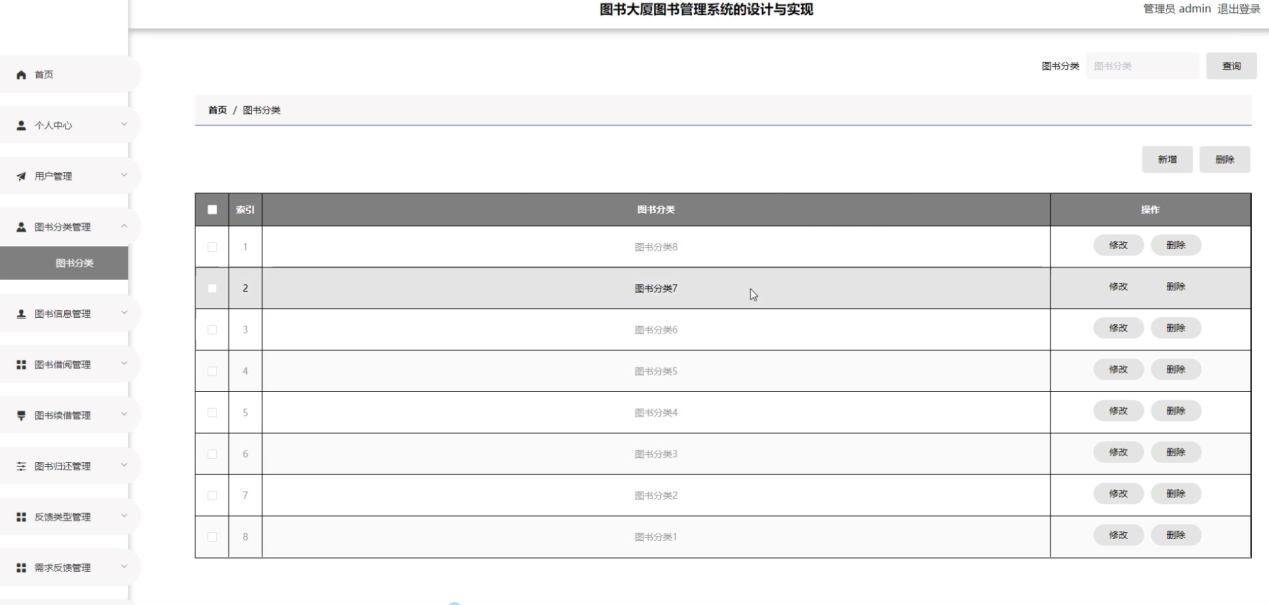 图书大厦图书管理系统的设计与实现
管理员 admin 退出登录
首页
个人中心
用户管理
图书分类管理
图书分类
图书信息管理
图书借阅管理
图书续借管理
图书归还管理
反馈类型管理
需求反馈管理
图书分类 图书分类 查询
首页 / 图书分类
新增 删除
索引 图书分类 操作
1 图书分类8 修改 删除
2 图书分类7 修改 删除
3 图书分类6 修改 删除
4 图书分类5 修改 删除
5 图书分类4 修改 删除
6 图书分类3 修改 删除
7 图书分类2 修改 删除
8 图书分类1 修改 删除